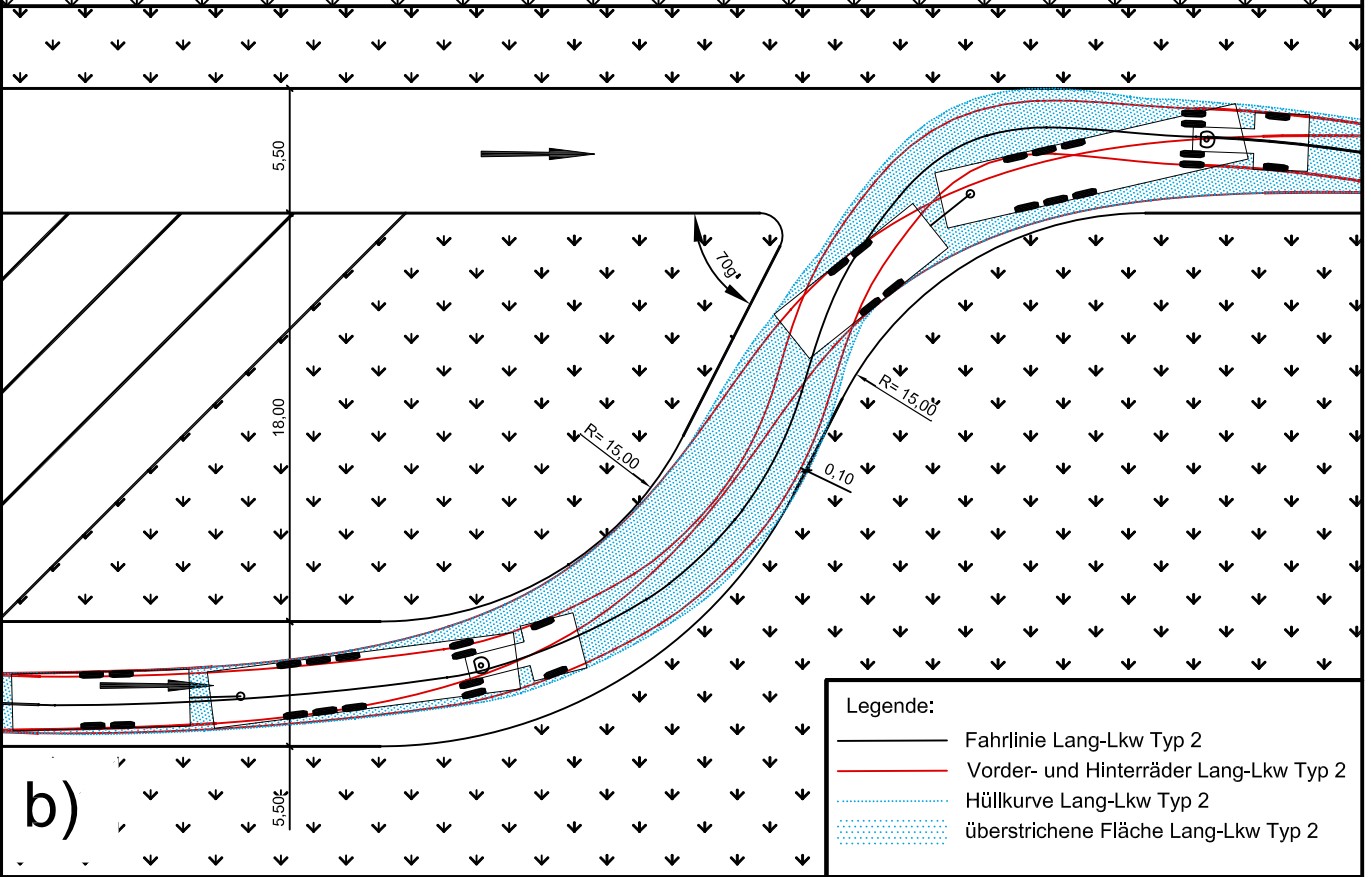 5,50
70g
18,00
R= 15,00
R= 15,00
0,10
5,50
b)
Legende:
Fahrlinie Lang-Lkw Typ 2
Vorder- und Hinterräder Lang-Lkw Typ 2
Hüllkurve Lang-Lkw Typ 2
überstrichene Fläche Lang-Lkw Typ 2